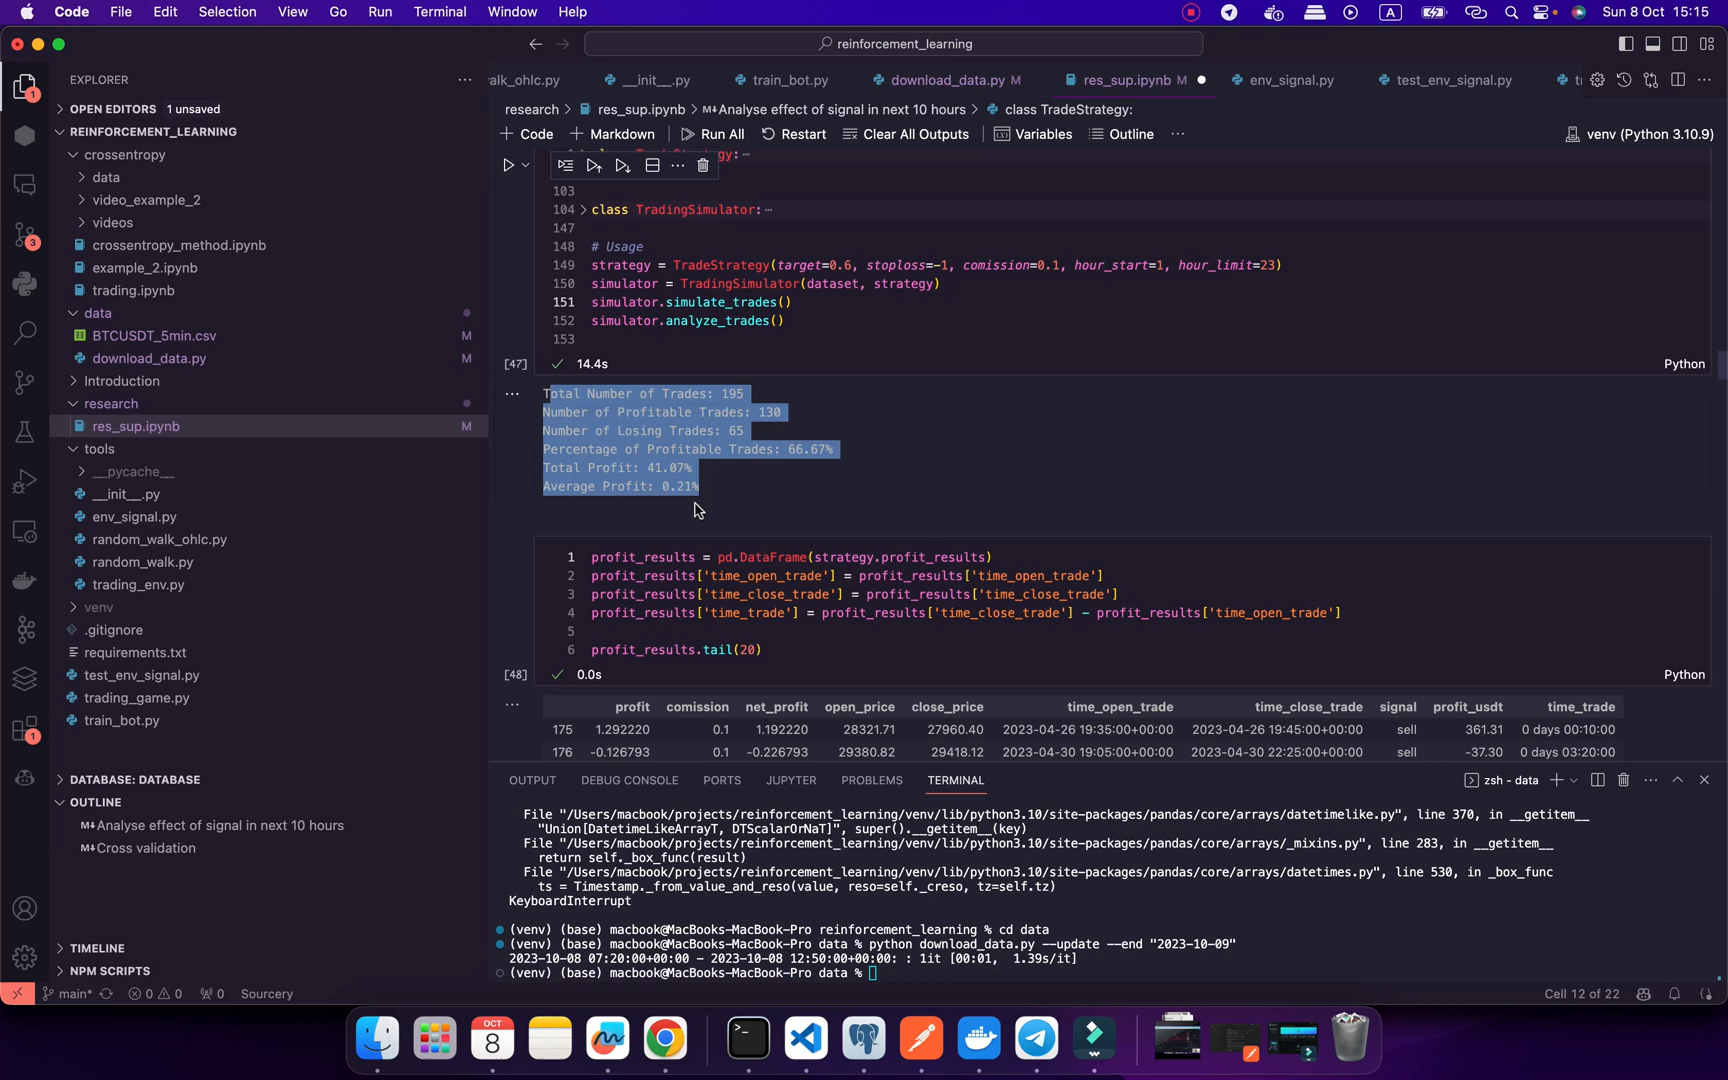 Code File Edit Selection View Go Run Terminal Window Help
A
Sun 8 Oct 15:15
reinforcement_learning
EXPLORER
OPEN EDITORS 1 unsaved
REINFORCEMENT_LEARNING
crossentropy
data
video_example_2
videos
crossentropy_method.ipynb
example_2.ipynb
trading.ipynb
data
BTCUSDT_5min.csv M
download_data.py M
Introduction
research
res_sup.ipynb M
tools
__pycache__
__init__.py
env_signal.py
random_walk_ohlc.py
random_walk.py
trading_env.py
venv
.gitignore
requirements.txt
test_env_signal.py
trading_game.py
train_bot.py
DATABASE: DATABASE
OUTLINE
M↓Analyse effect of signal in next 10 hours
M↓Cross validation
TIMELINE
NPM SCRIPTS
1
3
1
alk_ohlc.py __init__.py train_bot.py download_data.py M res_sup.ipynb M env_signal.py test_env_signal.py
research > res_sup.ipynb > M↓Analyse effect of signal in next 10 hours > class TradeStrategy:
+ Code + Markdown Run All Restart Clear All Outputs Variables Outline ...
venv (Python 3.10.9)
103
104 > class TradingSimulator: ...
147
148 # Usage
149 strategy = TradeStrategy(target=0.6, stoploss=-1, comission=0.1, hour_start=1, hour_limit=23)
150 simulator = TradingSimulator(dataset, strategy)
151 simulator.simulate_trades()
152 simulator.analyze_trades()
153
[47] ✓ 14.4s Python
... Total Number of Trades: 195
Number of Profitable Trades: 130
Number of Losing Trades: 65
Percentage of Profitable Trades: 66.67%
Total Profit: 41.07%
Average Profit: 0.21%
1 profit_results = pd.DataFrame(strategy.profit_results)
2 profit_results['time_open_trade'] = profit_results['time_open_trade']
3 profit_results['time_close_trade'] = profit_results['time_close_trade']
4 profit_results['time_trade'] = profit_results['time_close_trade'] - profit_results['time_open_trade']
5
6 profit_results.tail(20)
[48] ✓ 0.0s Python
... profit comission net_profit open_price close_price time_open_trade time_close_trade signal profit_usdt time_trade
175 1.292220 0.1 1.192220 28321.71 27960.40 2023-04-26 19:35:00+00:00 2023-04-26 19:45:00+00:00 sell 361.31 0 days 00:10:00
176 -0.126793 0.1 -0.226793 29380.82 29418.12 2023-04-30 19:05:00+00:00 2023-04-30 22:25:00+00:00 sell -37.30 0 days 03:20:00
OUTPUT DEBUG CONSOLE PORTS JUPYTER PROBLEMS TERMINAL
zsh - data
File "/Users/macbook/projects/reinforcement_learning/venv/lib/python3.10/site-packages/pandas/core/arrays/datetimelike.py", line 370, in __getitem__
"Union[DatetimeLikeArrayT, DTScalarOrNaT]", super().__getitem__(key)
File "/Users/macbook/projects/reinforcement_learning/venv/lib/python3.10/site-packages/pandas/core/arrays/_mixins.py", line 283, in __getitem__
return self._box_func(result)
File "/Users/macbook/projects/reinforcement_learning/venv/lib/python3.10/site-packages/pandas/core/arrays/datetimes.py", line 530, in _box_func
ts = Timestamp._from_value_and_reso(value, reso=self._creso, tz=self.tz)
KeyboardInterrupt
(venv) (base) macbook@MacBooks-MacBook-Pro reinforcement_learning % cd data
(venv) (base) macbook@MacBooks-MacBook-Pro data % python download_data.py --update --end "2023-10-09"
2023-10-08 07:20:00+00:00 - 2023-10-08 12:50:00+00:00: : 1it [00:01, 1.39s/it]
(venv) (base) macbook@MacBooks-MacBook-Pro data %
main* 0 0 0 Sourcery
Cell 12 of 22
OCT
8